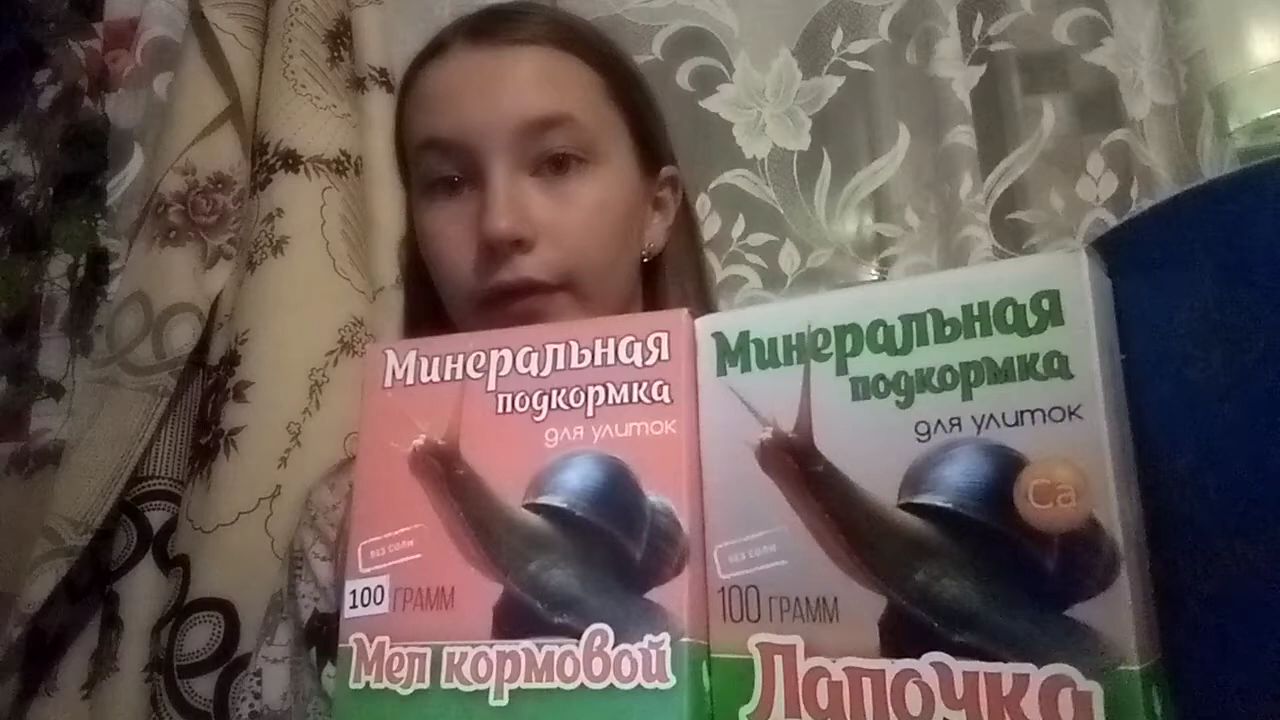 Минеральная
подкормка
для улиток
БЕЗ СОЛИ
100 ГРАММ
Мел кормовой
Минеральная
подкормка
для улиток
Ca
БЕЗ СОЛИ
100 ГРАММ
Лапочка